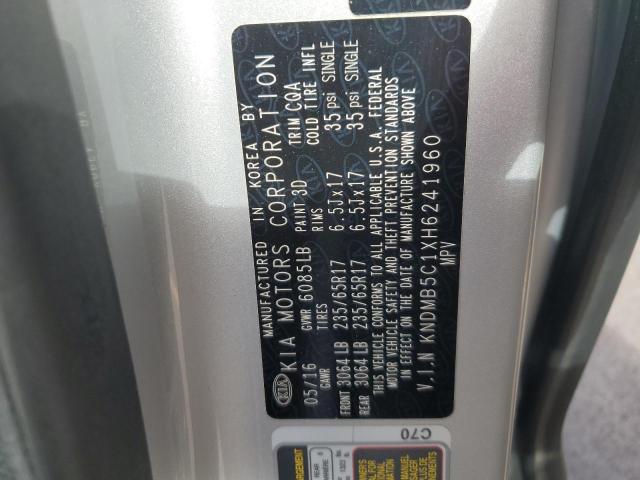 MANUFACTURED IN KOREA BY
KIA KIA MOTORS CORPORATION
05/16 GVWR 6085LB PAINT 3D TRIM CQA
GAWR TIRES RIMS COLD TIRE INFL
FRONT 3064 LB 235/65R17 6.5Jx17 35 psi SINGLE
REAR 3064 LB 235/65R17 6.5Jx17 35 psi SINGLE
THIS VEHICLE CONFORMS TO ALL APPLICABLE U.S.A. FEDERAL
MOTOR VEHICLE SAFETY AND THEFT PREVENTION STANDARDS
IN EFFECT ON THE DATE OF MANUFACTURE SHOWN ABOVE
V.I.N KNDMB5C1XH6241960
MPV
C70
REAR